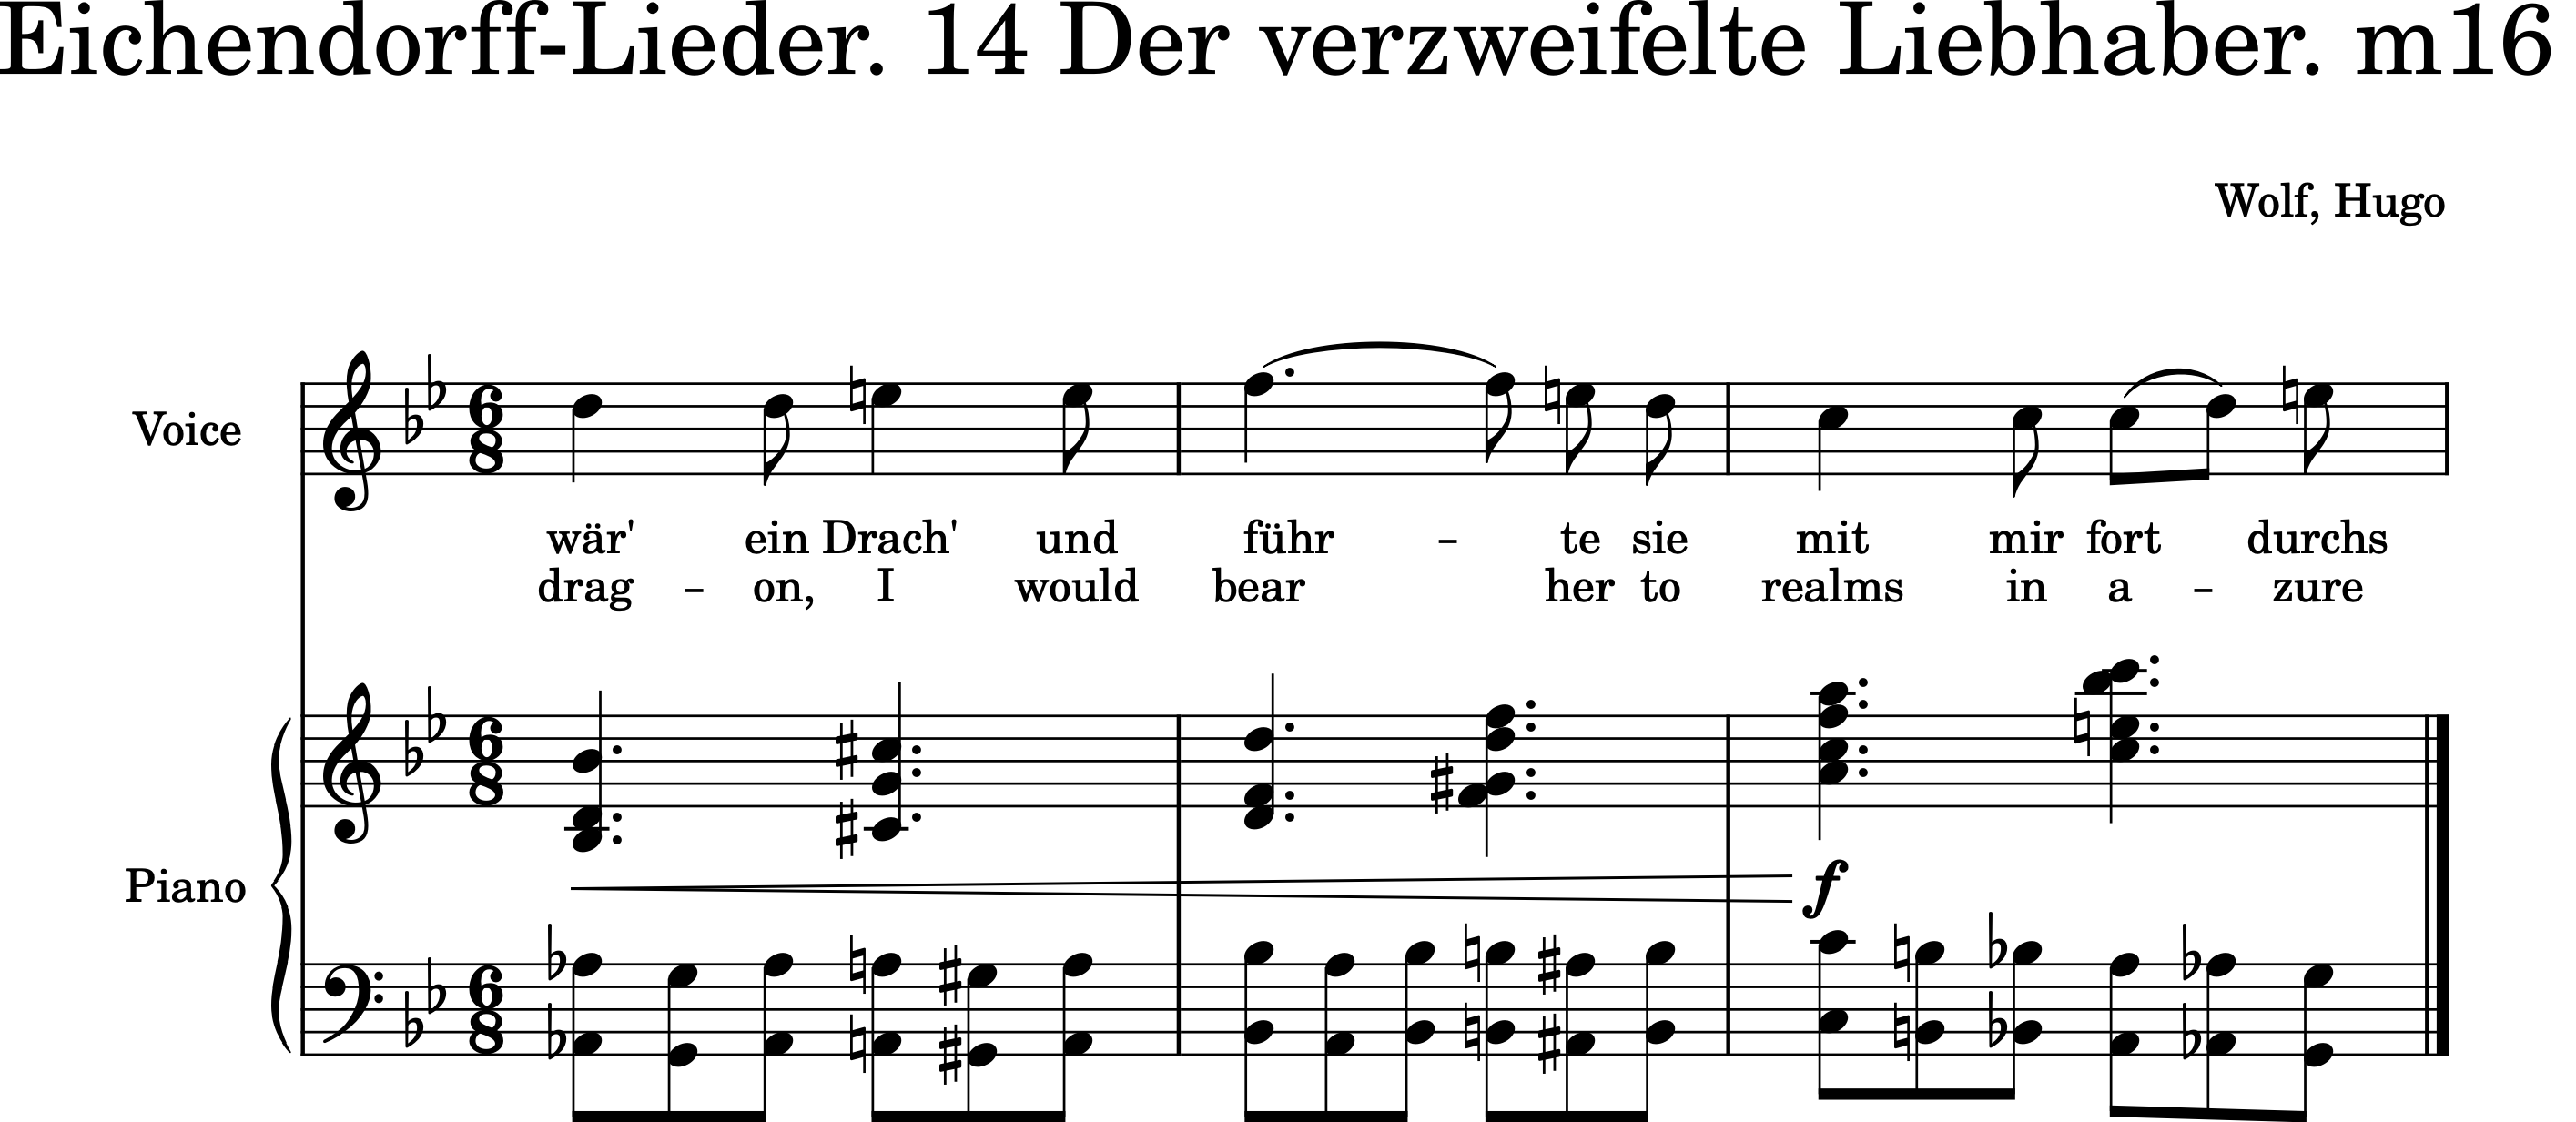 Eichendorff-Lieder. 14 Der verzweifelte Liebhaber. m16
Wolf, Hugo
Voice
wär' ein Drach' und führ – te sie mit mir fort durchs
drag – on, I would bear her to realms in a – zure
Piano
f